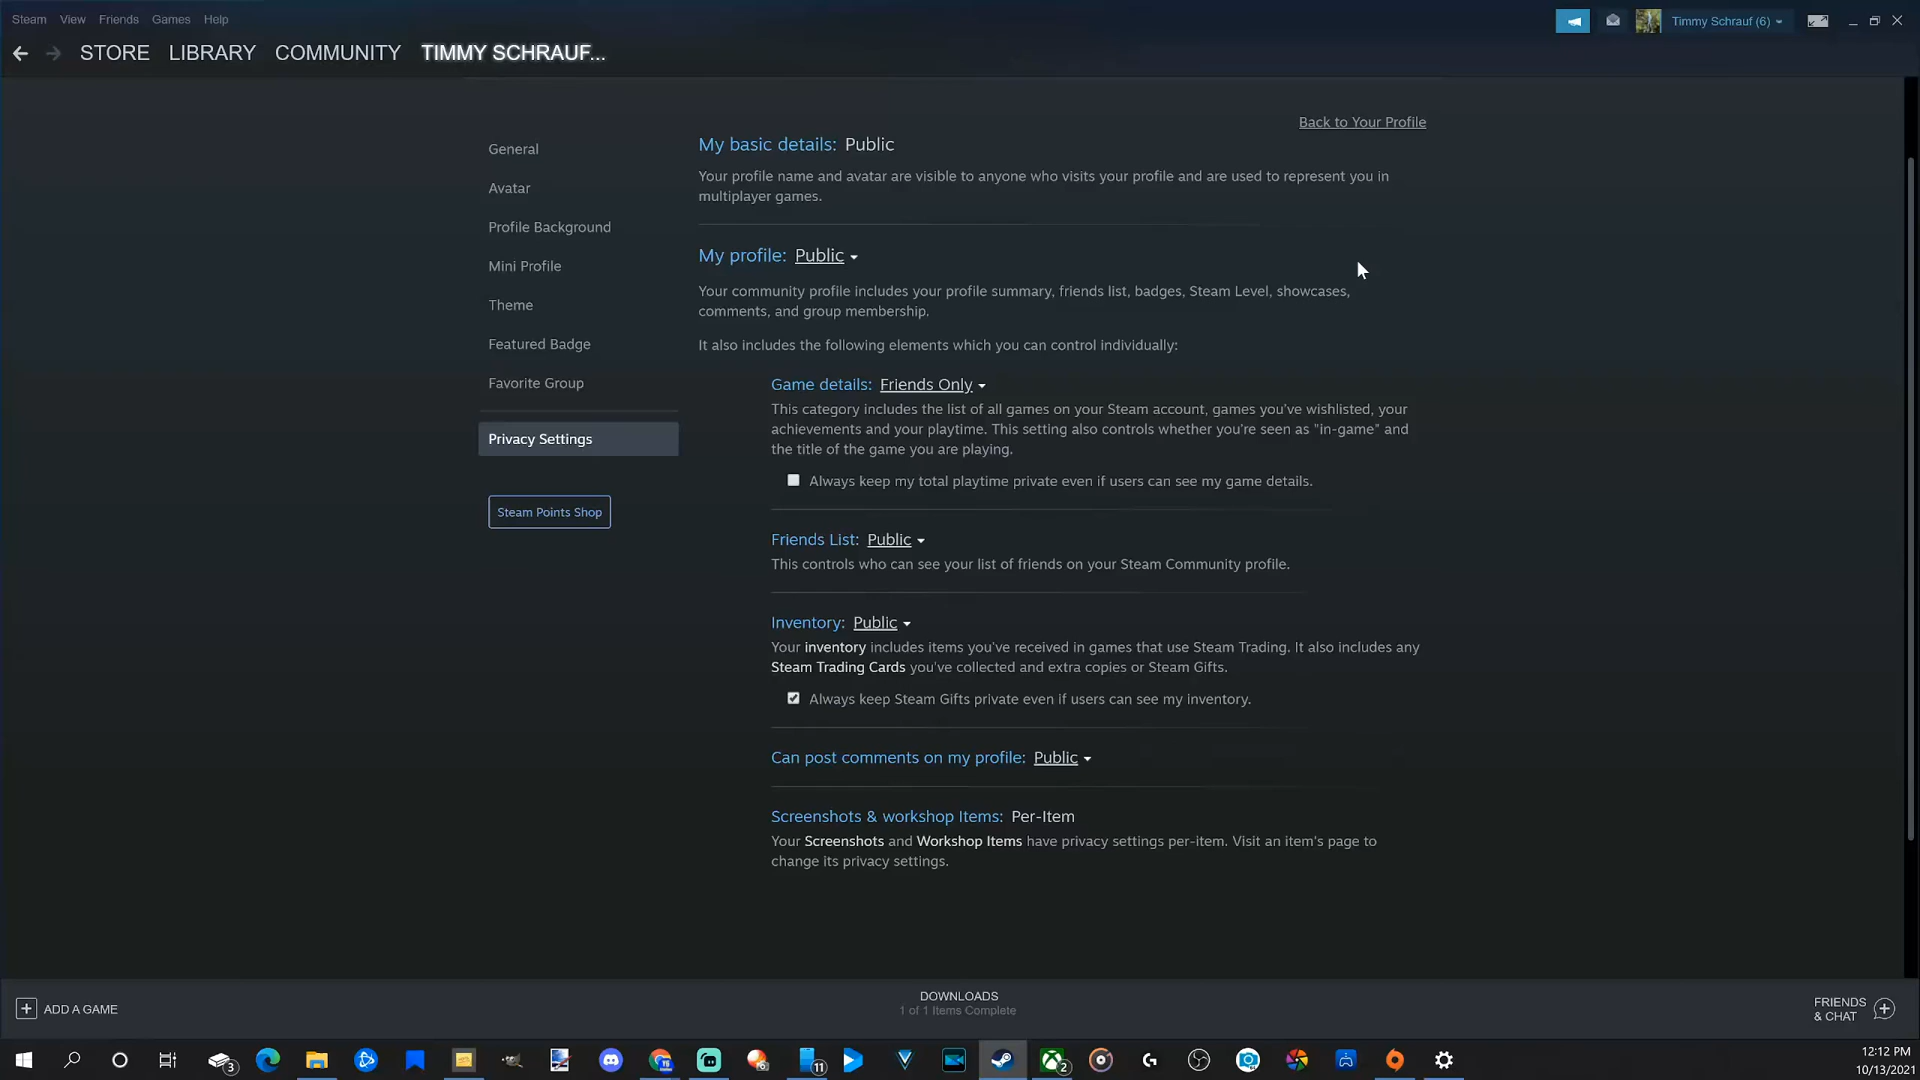 Steam View Friends Games Help
Timmy Schrauf (6)
STORE LIBRARY COMMUNITY TIMMY SCHRAUF...
Back to Your Profile
General
Avatar
Profile Background
Mini Profile
Theme
Featured Badge
Favorite Group
Privacy Settings
Steam Points Shop
My basic details: Public
Your profile name and avatar are visible to anyone who visits your profile and are used to represent you in
multiplayer games.
My profile: Public
Your community profile includes your profile summary, friends list, badges, Steam Level, showcases,
comments, and group membership.
It also includes the following elements which you can control individually:
Game details: Friends Only
This category includes the list of all games on your Steam account, games you've wishlisted, your
achievements and your playtime. This setting also controls whether you're seen as "in-game" and
the title of the game you are playing.
Always keep my total playtime private even if users can see my game details.
Friends List: Public
This controls who can see your list of friends on your Steam Community profile.
Inventory: Public
Your inventory includes items you've received in games that use Steam Trading. It also includes any
Steam Trading Cards you've collected and extra copies or Steam Gifts.
Always keep Steam Gifts private even if users can see my inventory.
Can post comments on my profile: Public
Screenshots & workshop Items: Per-Item
Your Screenshots and Workshop Items have privacy settings per-item. Visit an item's page to
change its privacy settings.
ADD A GAME
DOWNLOADS
1 of 1 Items Complete
FRIENDS
& CHAT
3
11
2
12:12 PM
10/13/2021